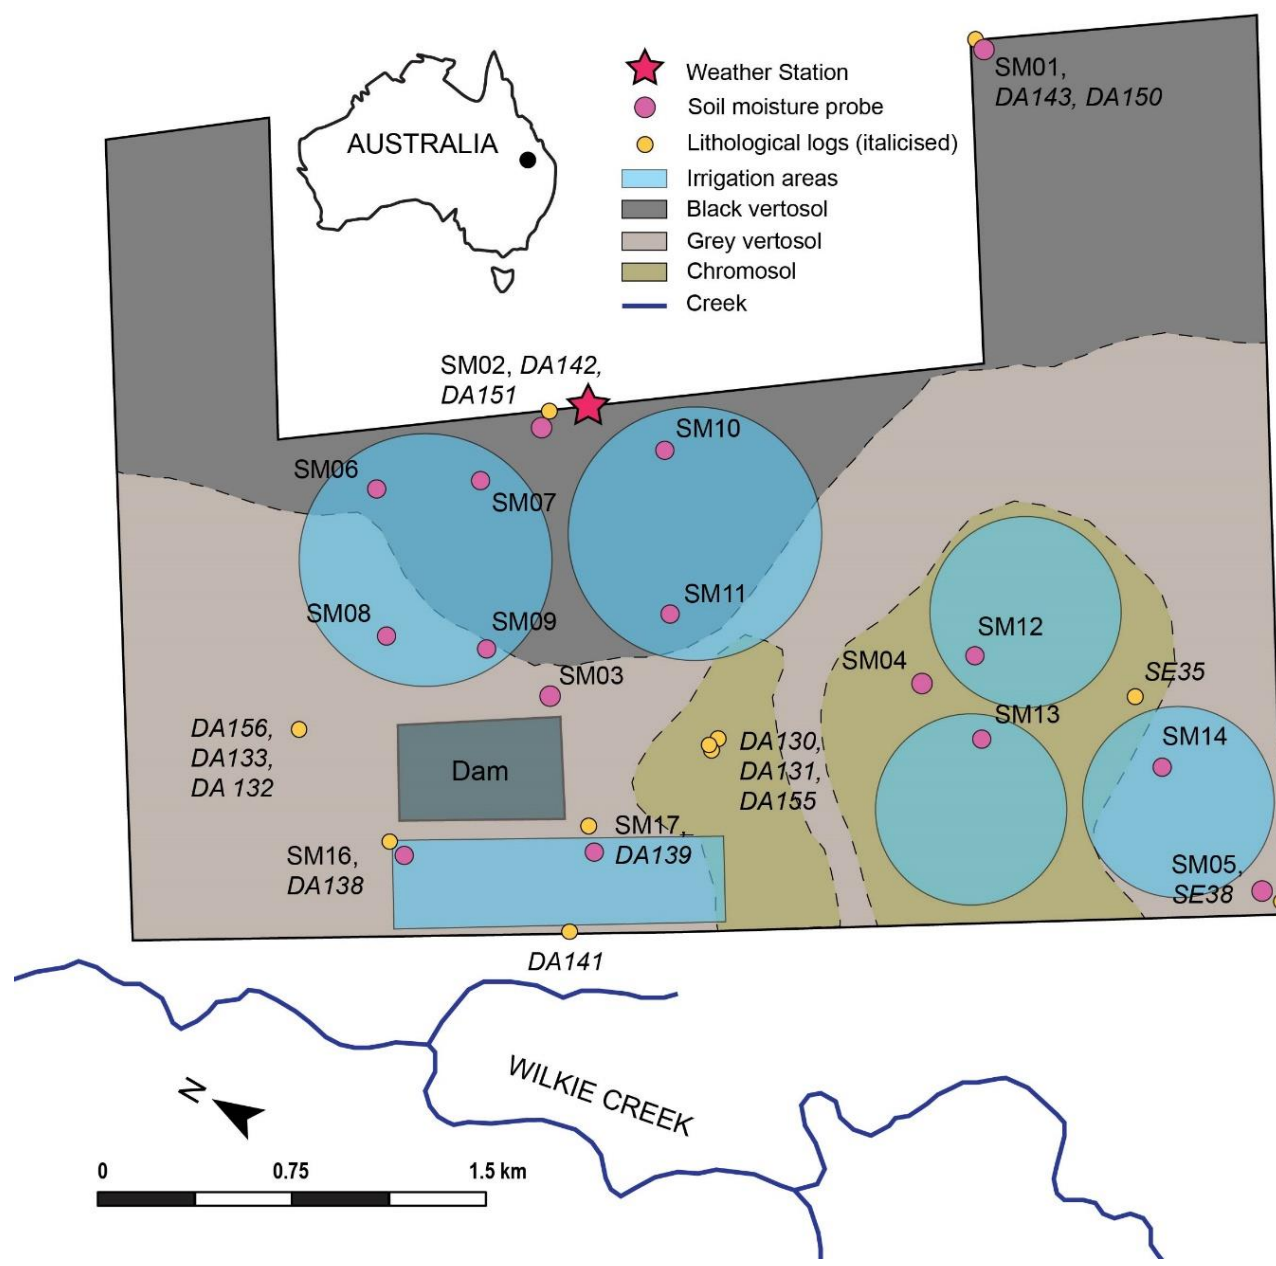 AUSTRALIA
Weather Station
Soil moisture probe
Lithological logs (italicised)
Irrigation areas
Black vertosol
Grey vertosol
Chromosol
Creek
SM01,
DA143, DA150
SM02, DA142,
DA151
SM10
SM06
SM07
SM11
SM08
SM09
SM12
SM04
SE35
SM03
SM13
DA156,
DA133,
DA 132
Dam
DA130,
DA131,
DA155
SM14
SM17,
DA139
SM16,
DA138
SM05,
SE38
DA141
WILKIE CREEK
N
0 0.75 1.5 km